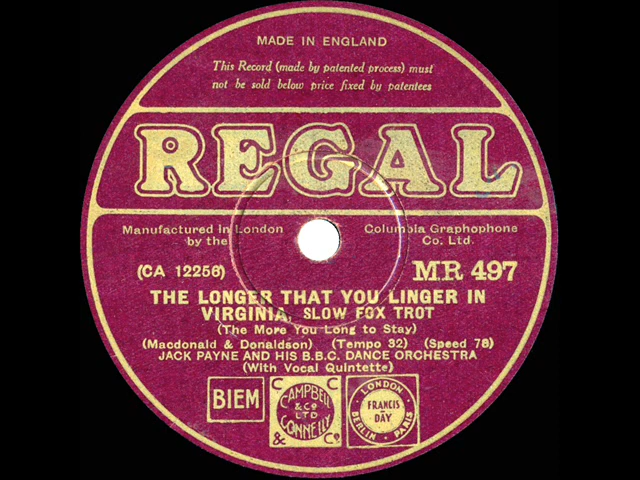 MADE IN ENGLAND
This Record (made by patented process) must
not be sold below price fixed by patentees
REGAL
Manufactured in London
by the
Columbia Graphophone
Co. Ltd.
(CA 12256)
MR 497
THE LONGER THAT YOU LINGER IN
VIRGINIA, SLOW FOX TROT
(The More You Long to Stay)
(Macdonald & Donaldson) (Tempo 32) (Speed 78)
JACK PAYNE AND HIS B.B.C. DANCE ORCHESTRA
(With Vocal Quintette)
BIEM
C C
CAMPBELL
& Co
LTD
CONNELLY
& Co
LONDON
FRANCIS
&
DAY
BERLIN PARIS